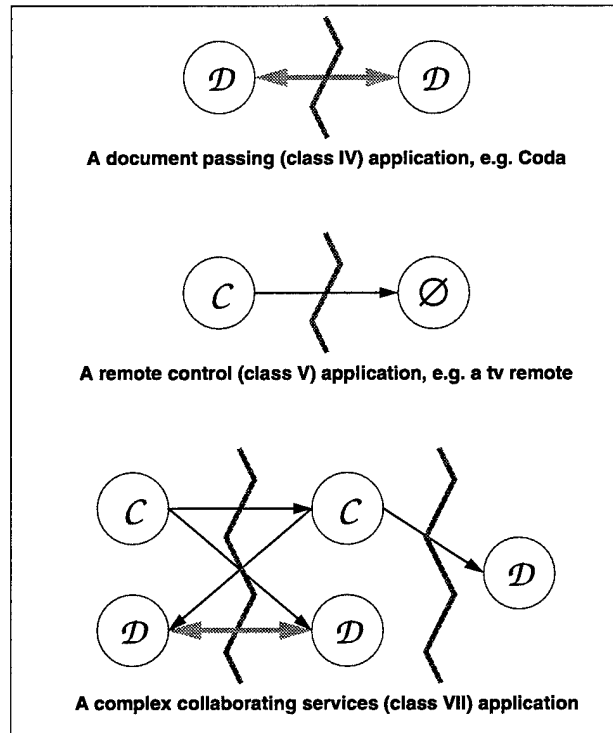 D D
A document passing (class IV) application, e.g. Coda
C Ø
A remote control (class V) application, e.g. a tv remote
C C
D
D D
A complex collaborating services (class VII) application